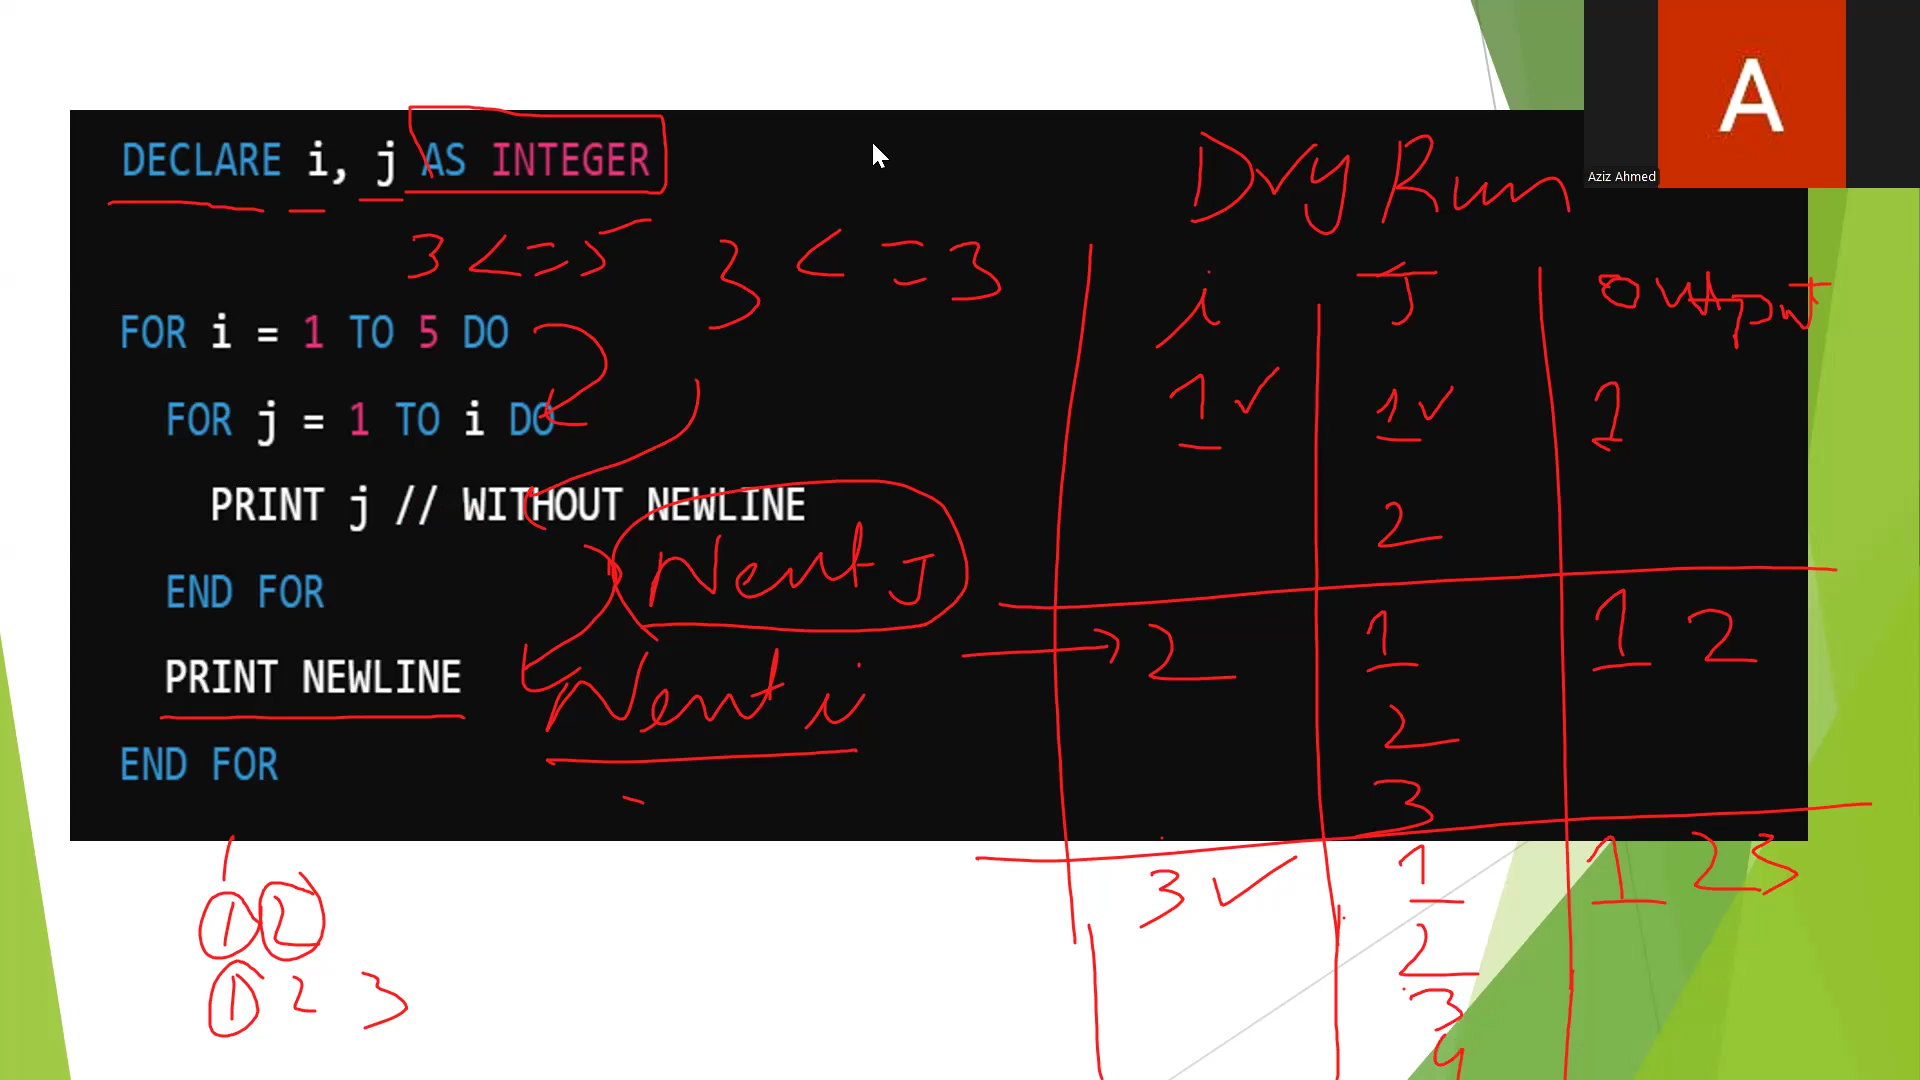 A
Aziz Ahmed
DECLARE i, j AS INTEGER
Dry Run
3 <= 5
3 <= 3
i J output
FOR i = 1 TO 5 DO
1 ✓ 1 ✓ 1
FOR j = 1 TO i DO
PRINT j // WITHOUT NEWLINE
2
Next J
END FOR
2 1 1 2
PRINT NEWLINE
Next i
2
END FOR
3
1
3 ✓ 1 1 2 3
1 2
2
1 2 3
3
4